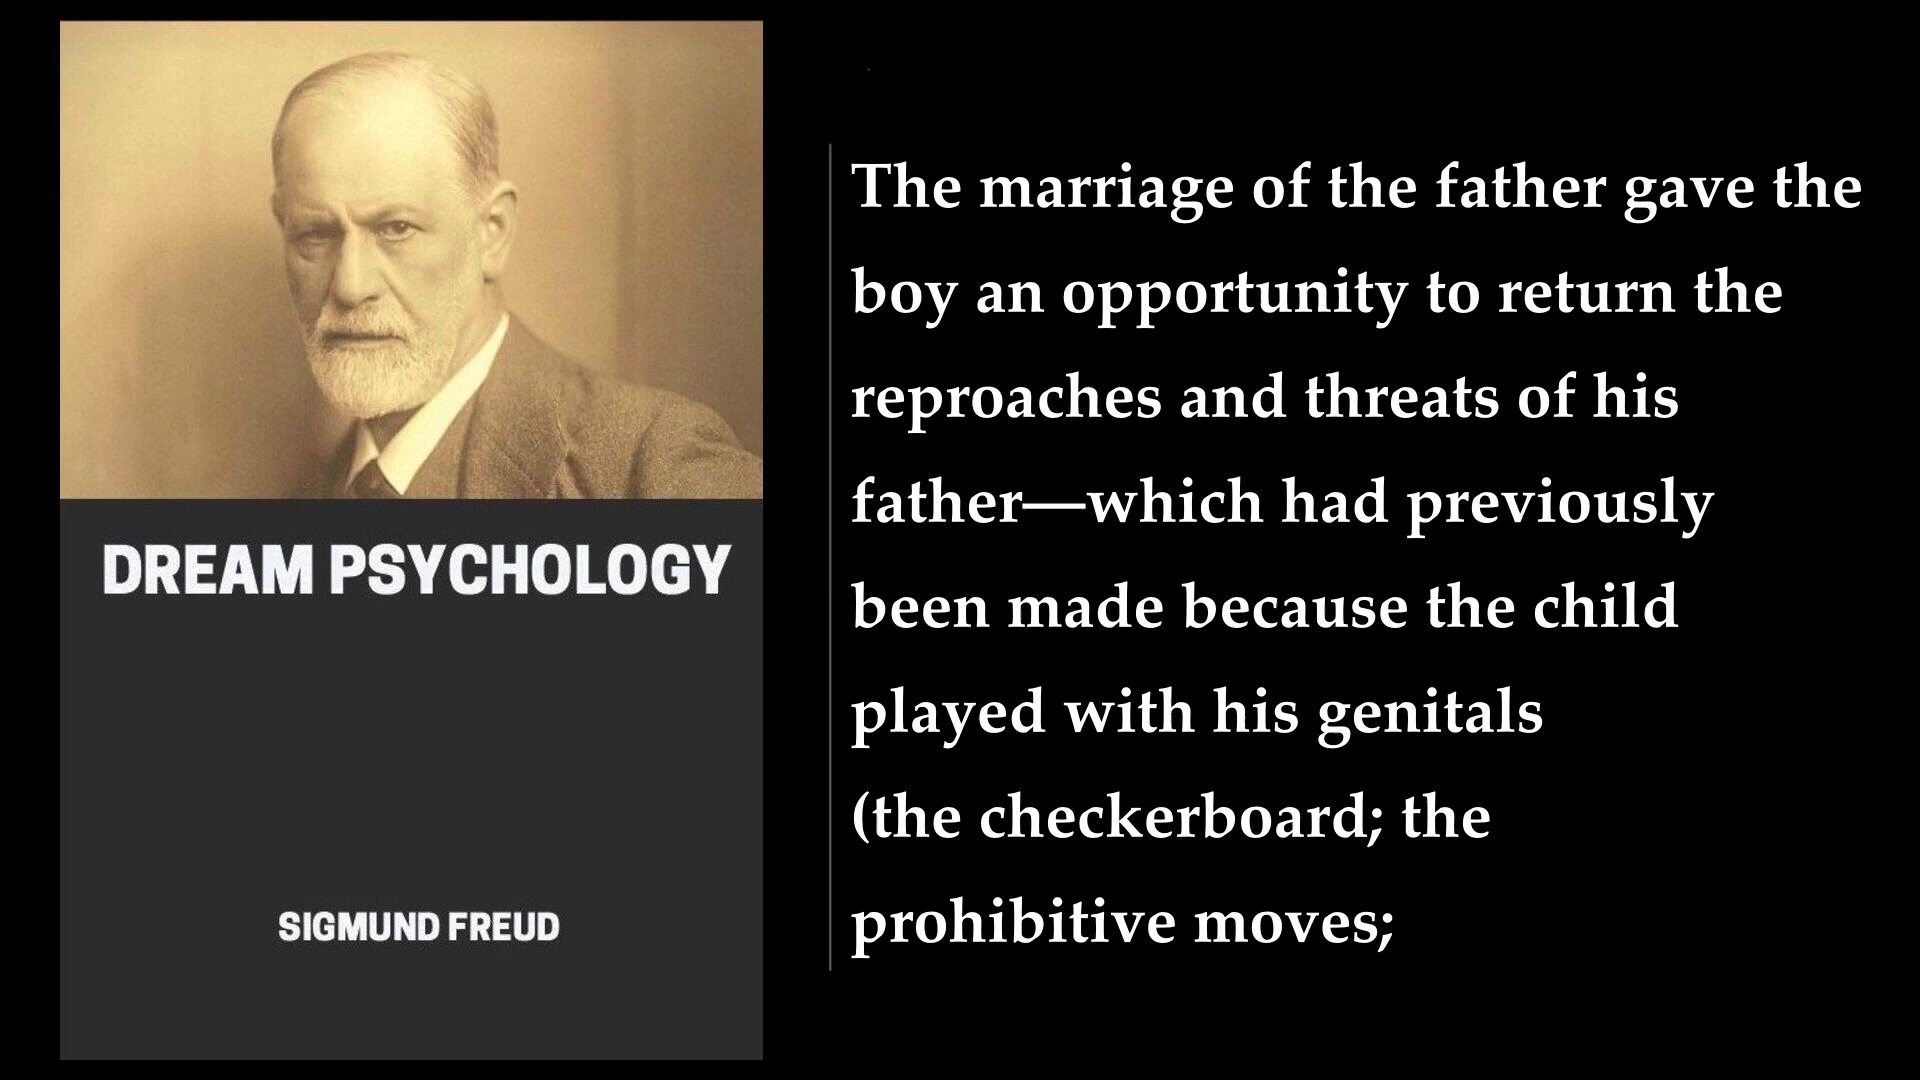 DREAM PSYCHOLOGY
SIGMUND FREUD
The marriage of the father gave the
boy an opportunity to return the
reproaches and threats of his
father—which had previously
been made because the child
played with his genitals
(the checkerboard; the
prohibitive moves;